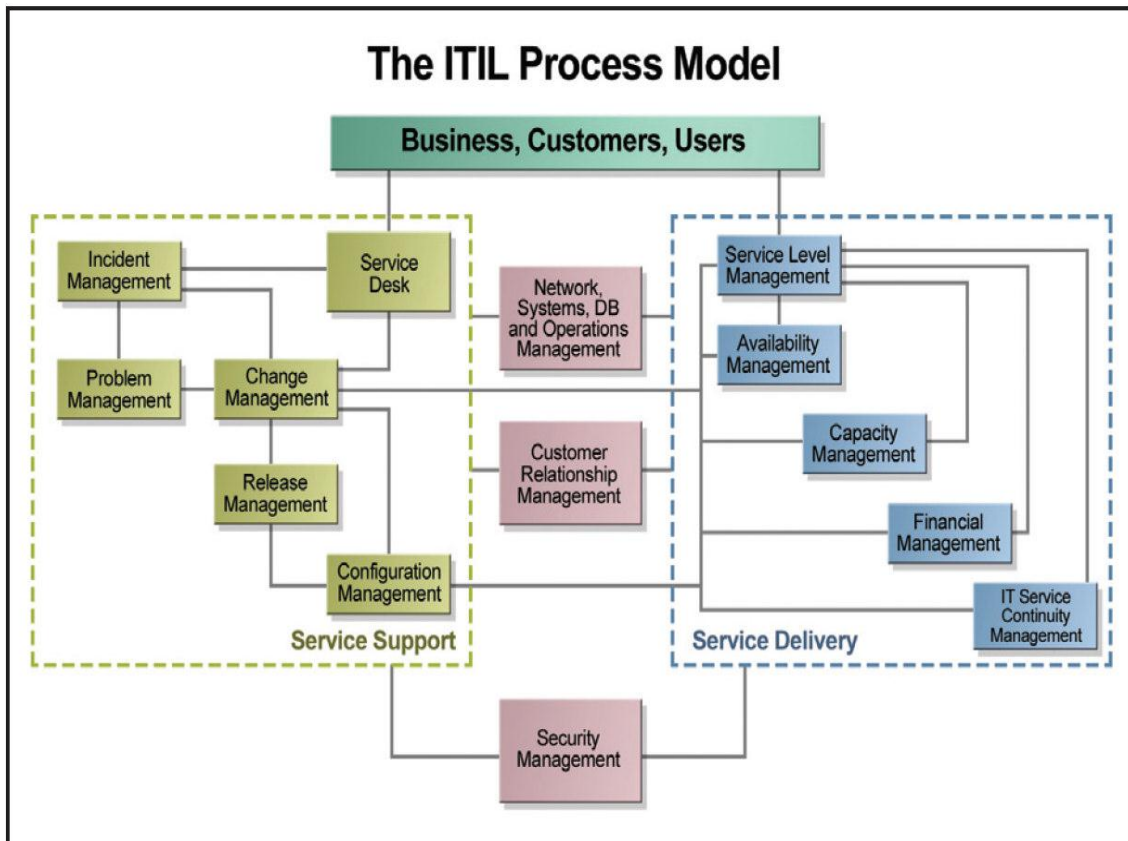 The ITIL Process Model
Business, Customers, Users
Incident
Management
Service
Desk
Problem
Management
Change
Management
Release
Management
Configuration
Management
Service Support
Network,
Systems, DB
and Operations
Management
Customer
Relationship
Management
Security
Management
Service Level
Management
Availability
Management
Capacity
Management
Financial
Management
IT Service
Continuity
Management
Service Delivery